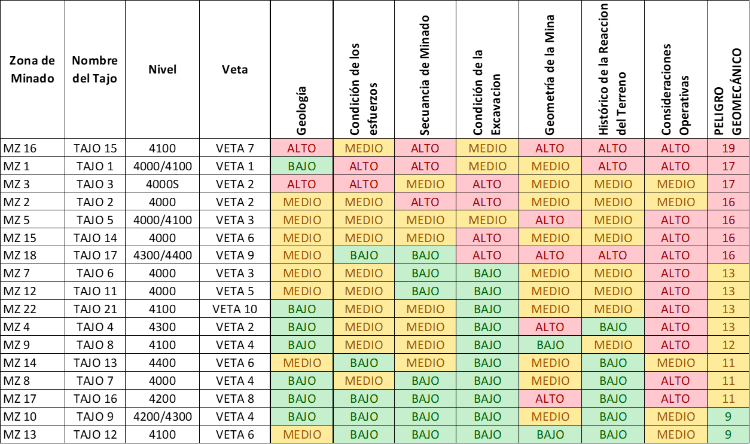 Zona de Minado | Nombre del Tajo | Nivel | Veta | Geología | Condición de los esfuerzos | Secuancia de Minado | Condición de la Excavacion | Geometría de la Mina | Histórico de la Reaccion del Terreno | Consideraciones Operativas | PELIGRO GEOMECÁNICO
MZ 16 | TAJO 15 | 4100 | VETA 7 | ALTO | MEDIO | ALTO | MEDIO | ALTO | ALTO | ALTO | 19
MZ 1 | TAJO 1 | 4000/4100 | VETA 1 | BAJO | ALTO | ALTO | MEDIO | MEDIO | ALTO | ALTO | 17
MZ 3 | TAJO 3 | 4000S | VETA 2 | ALTO | ALTO | MEDIO | ALTO | MEDIO | MEDIO | MEDIO | 17
MZ 2 | TAJO 2 | 4000 | VETA 2 | MEDIO | MEDIO | ALTO | ALTO | MEDIO | MEDIO | MEDIO | 16
MZ 5 | TAJO 5 | 4000/4100 | VETA 3 | MEDIO | MEDIO | MEDIO | MEDIO | ALTO | MEDIO | ALTO | 16
MZ 15 | TAJO 14 | 4000 | VETA 6 | MEDIO | MEDIO | MEDIO | ALTO | MEDIO | MEDIO | ALTO | 16
MZ 18 | TAJO 17 | 4300/4400 | VETA 9 | MEDIO | BAJO | BAJO | ALTO | ALTO | ALTO | ALTO | 16
MZ 7 | TAJO 6 | 4000 | VETA 3 | MEDIO | MEDIO | BAJO | BAJO | MEDIO | MEDIO | ALTO | 13
MZ 12 | TAJO 11 | 4000 | VETA 5 | MEDIO | MEDIO | BAJO | BAJO | MEDIO | MEDIO | ALTO | 13
MZ 22 | TAJO 21 | 4100 | VETA 10 | BAJO | MEDIO | MEDIO | BAJO | MEDIO | MEDIO | ALTO | 13
MZ 4 | TAJO 4 | 4300 | VETA 2 | BAJO | MEDIO | MEDIO | BAJO | ALTO | BAJO | ALTO | 13
MZ 9 | TAJO 8 | 4100 | VETA 4 | BAJO | MEDIO | MEDIO | BAJO | BAJO | MEDIO | ALTO | 12
MZ 14 | TAJO 13 | 4400 | VETA 6 | MEDIO | BAJO | MEDIO | BAJO | MEDIO | BAJO | MEDIO | 11
MZ 8 | TAJO 7 | 4000 | VETA 4 | BAJO | MEDIO | BAJO | BAJO | MEDIO | BAJO | ALTO | 11
MZ 17 | TAJO 16 | 4200 | VETA 8 | BAJO | BAJO | BAJO | BAJO | ALTO | BAJO | ALTO | 11
MZ 10 | TAJO 9 | 4200/4300 | VETA 4 | BAJO | BAJO | BAJO | BAJO | MEDIO | BAJO | MEDIO | 9
MZ 13 | TAJO 12 | 4100 | VETA 6 | MEDIO | BAJO | BAJO | BAJO | BAJO | BAJO | MEDIO | 9